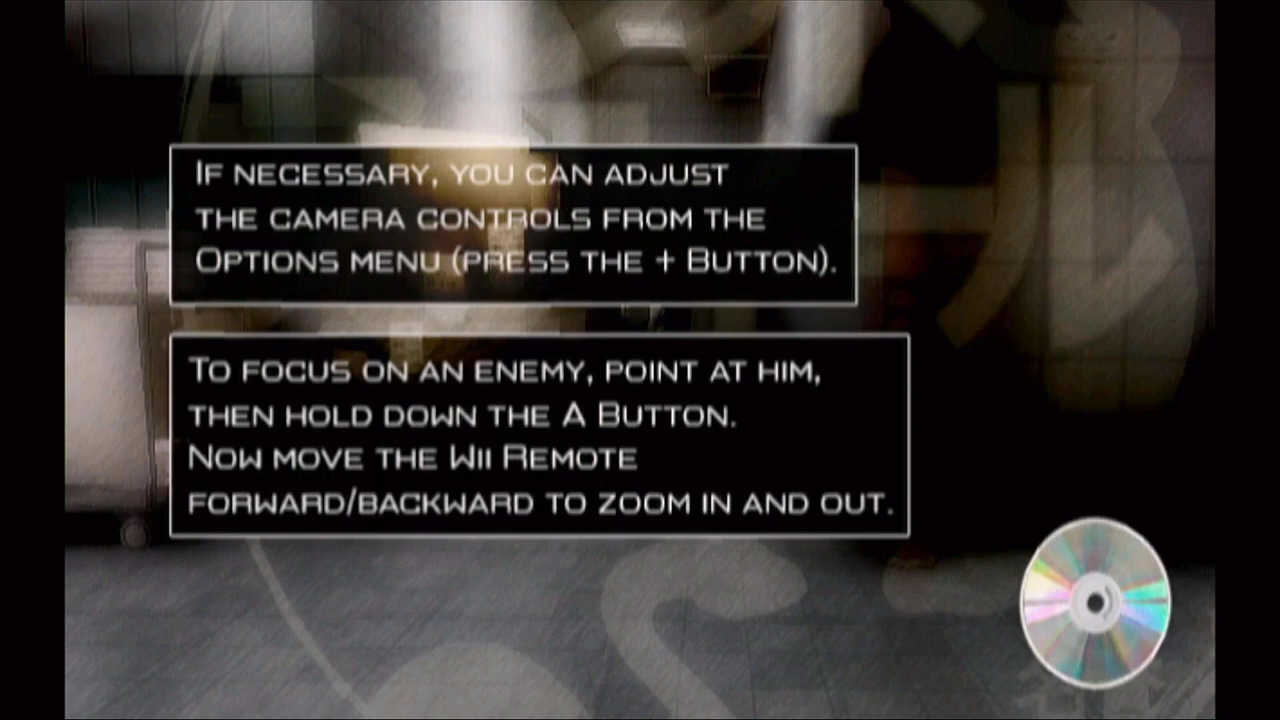 If necessary, you can adjust
the camera controls from the
Options menu (press the + Button).
To focus on an enemy, point at him,
then hold down the A Button.
Now move the Wii Remote
forward/backward to zoom in and out.